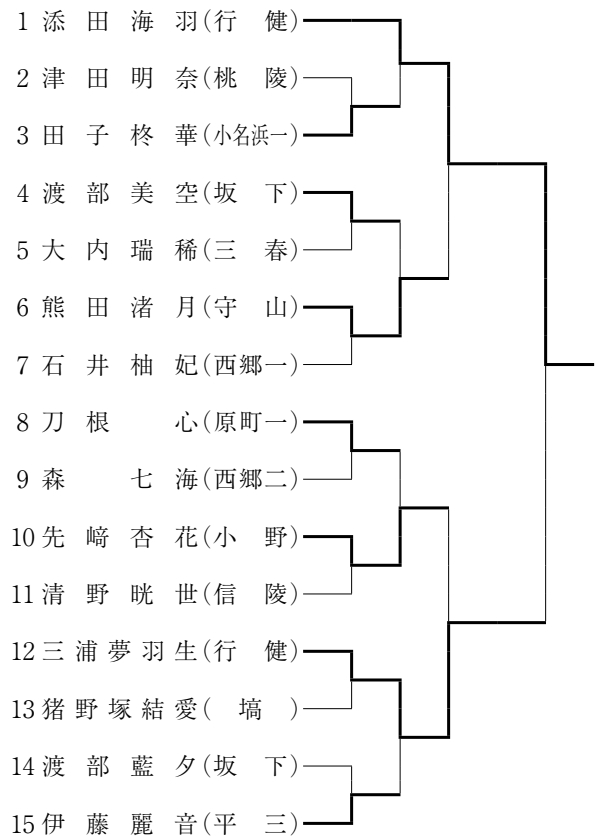 1 添田海羽(行健)
2 津田明奈(桃陵)
3 田子柊華(小名浜一)
4 渡部美空(坂下)
5 大内瑞稀(三春)
6 熊田渚月(守山)
7 石井柚妃(西郷一)
8 刀根心(原町一)
9 森七海(西郷二)
10 先﨑杏花(小野)
11 清野晄世(信陵)
12 三浦夢羽生(行健)
13 猪野塚結愛(塙)
14 渡部藍夕(坂下)
15 伊藤麗音(平三)